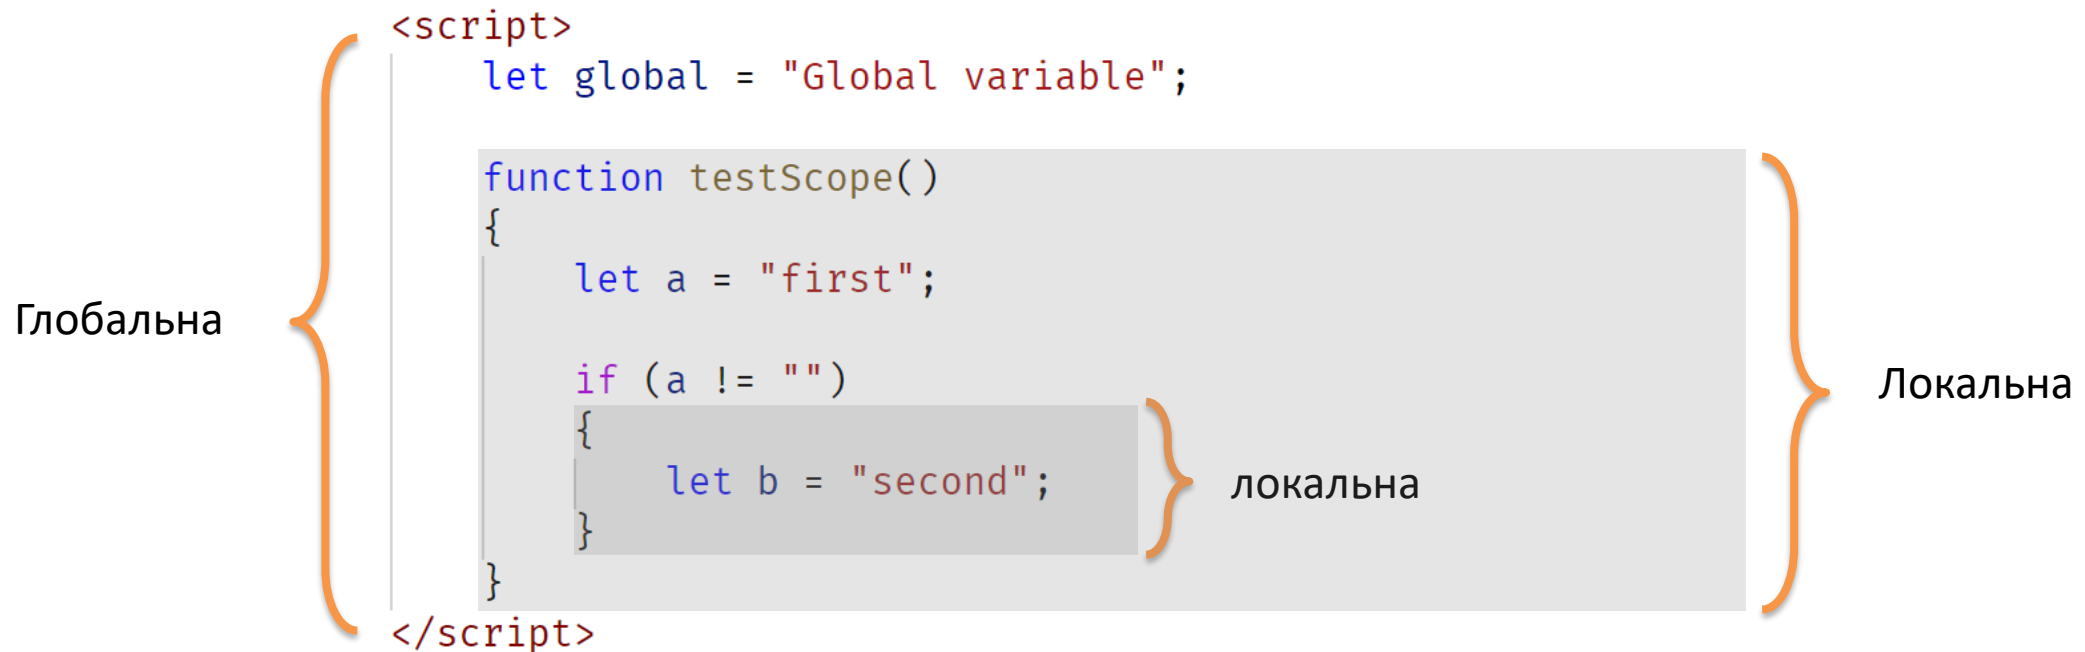 <script>
let global = "Global variable";
function testScope()
{
let a = "first";
Глобальна
if (a != "")
Локальна
{
let b = "second";
локальна
}
}
</script>